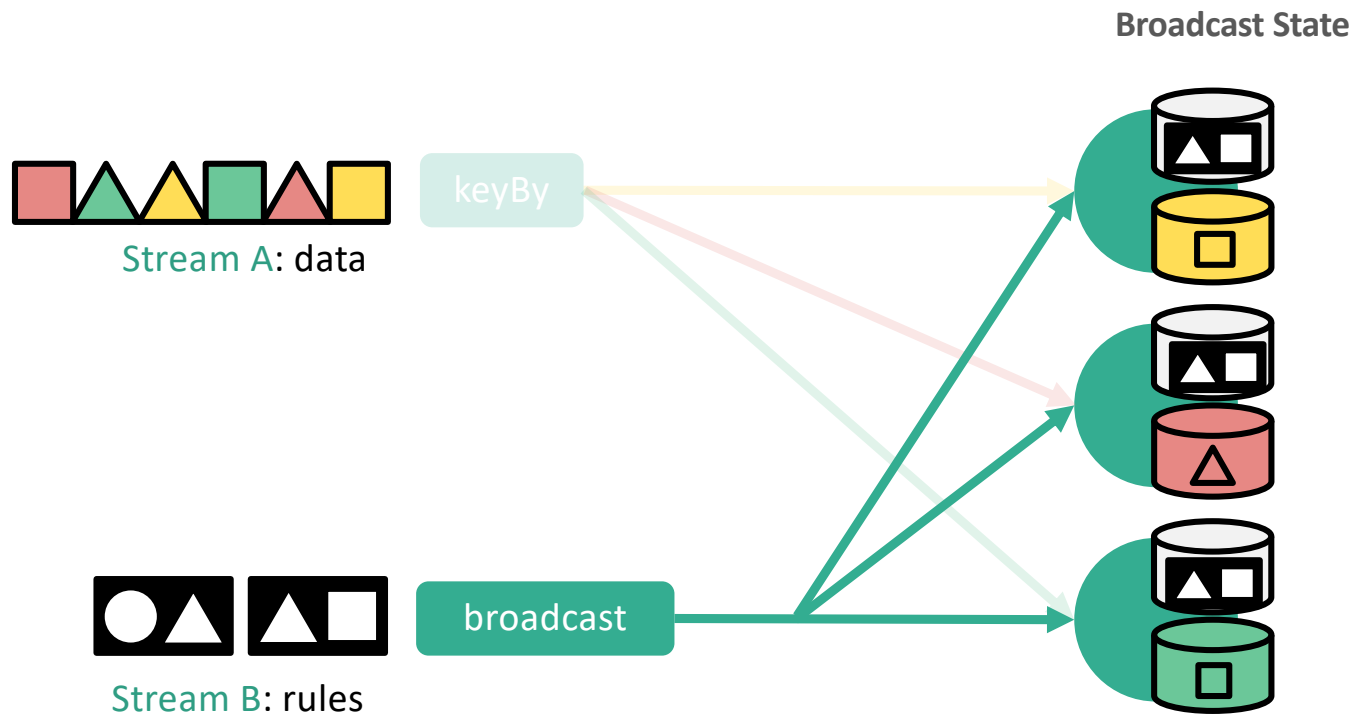 Broadcast State
keyBy
Stream A: data
broadcast
Stream B: rules